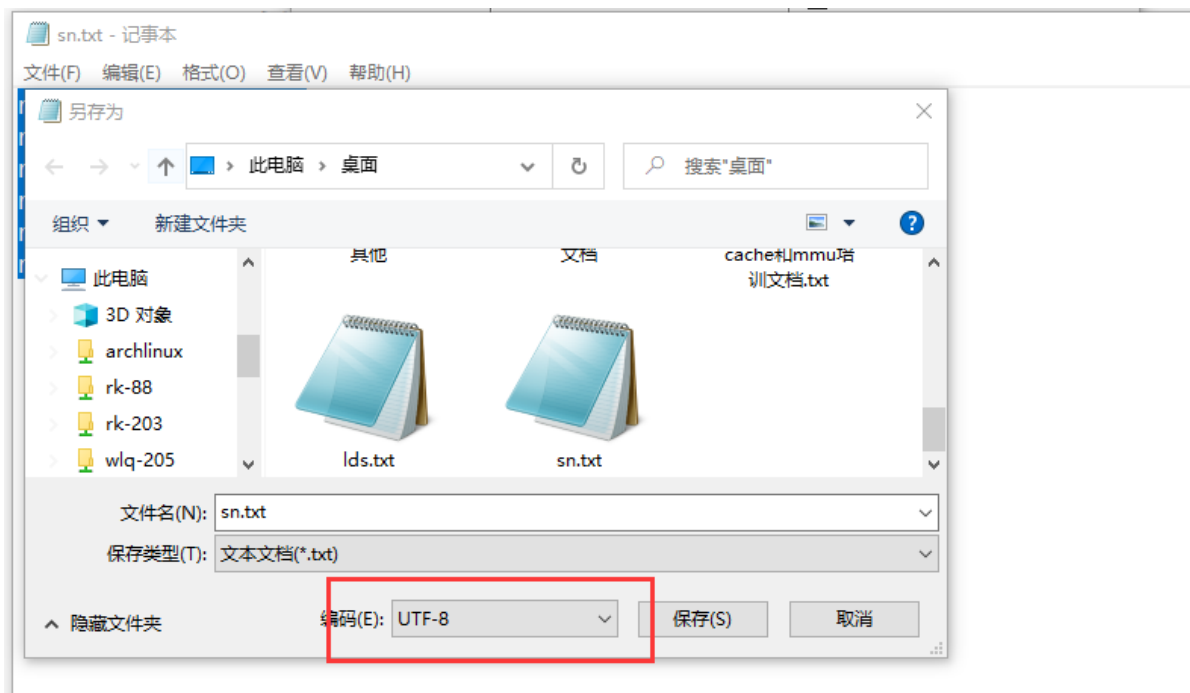 sn.txt - 记事本
文件(F) 编辑(E) 格式(O) 查看(V) 帮助(H)
另存为
此电脑 › 桌面
搜索"桌面"
组织 新建文件夹
此电脑
3D 对象
archlinux
rk-88
rk-203
wlq-205
其他
文档
cache和mmu培
训文档.txt
lds.txt
sn.txt
文件名(N): sn.txt
保存类型(T): 文本文档(*.txt)
隐藏文件夹
编码(E): UTF-8
保存(S)
取消